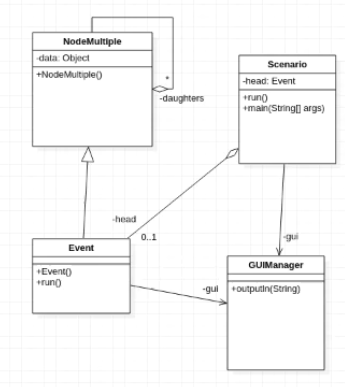 NodeMultiple
-data: Object
+NodeMultiple()
*
-daughters
Scenario
-head: Event
+run()
+main(String[] args)
-head
0..1
-gui
Event
+Event()
+run()
-gui
GUIManager
+outputln(String)